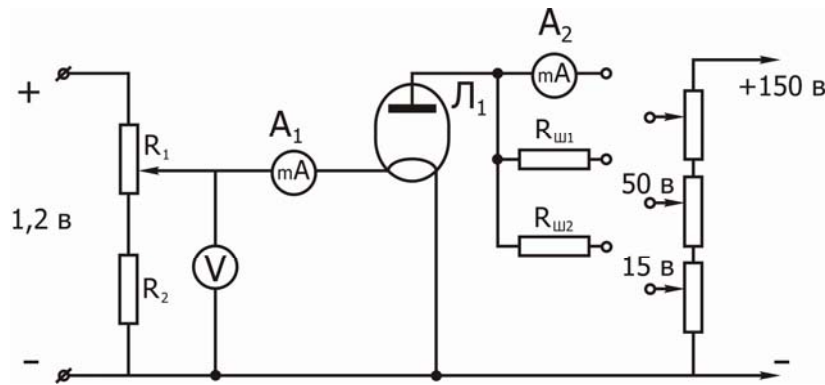 A₂
+
mA
Л₁
+150 в
A₁
R₁
Rш1
mA
50 в
1,2 в
Rш2
V
15 в
R₂
-
-